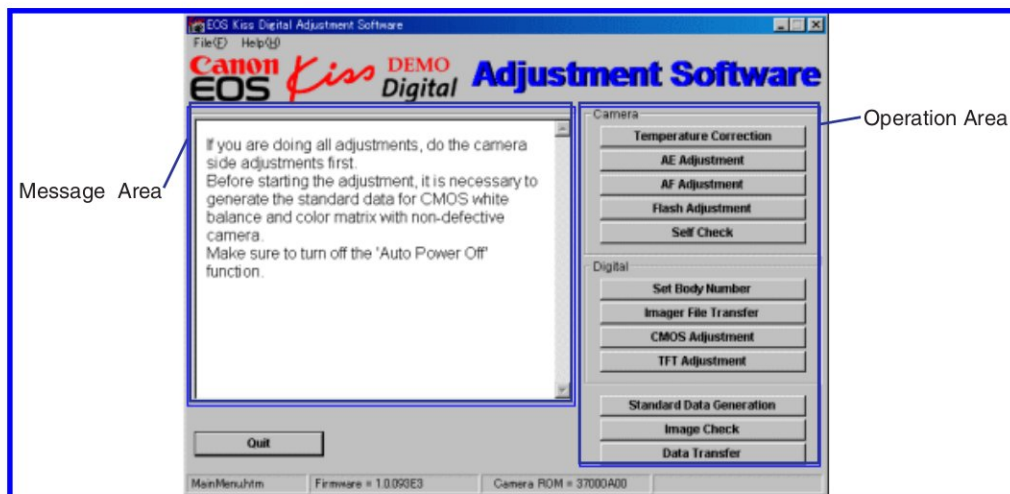 EOS Kiss Digital Adjustment Software
File(F) Help(H)
Canon
EOS Kiss DEMO Digital Adjustment Software
Message Area
Operation Area
If you are doing all adjustments, do the camera
side adjustments first.
Before starting the adjustment, it is necessary to
generate the standard data for CMOS white
balance and color matrix with non-defective
camera.
Make sure to turn off the 'Auto Power Off'
function.
Camera
Temperature Correction
AE Adjustment
AF Adjustment
Flash Adjustment
Self Check
Digital
Set Body Number
Imager File Transfer
CMOS Adjustment
TFT Adjustment
Standard Data Generation
Image Check
Data Transfer
Quit
MainMenu.htm Firmware = 1.0.093E3 Camera ROM = 37000A00